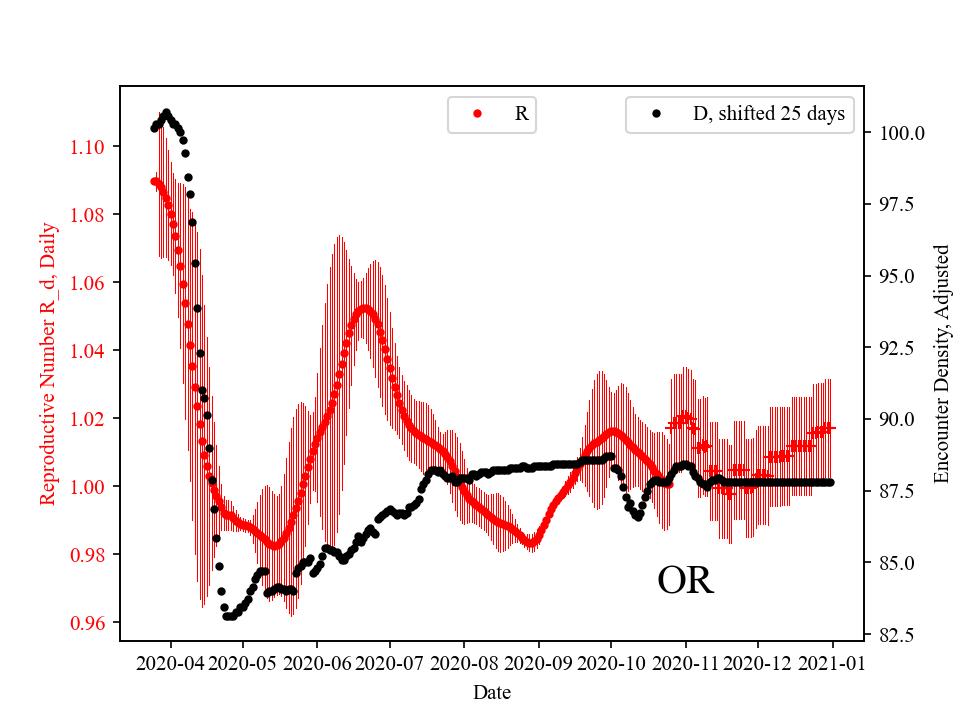 R
D, shifted 25 days
1.10
1.08
1.06
1.04
1.02
1.00
0.98
0.96
Reproductive Number R_d, Daily
100.0
97.5
95.0
92.5
90.0
87.5
85.0
82.5
Encounter Density, Adjusted
OR
2020-04 2020-05 2020-06 2020-07 2020-08 2020-09 2020-10 2020-11 2020-12 2021-01
Date